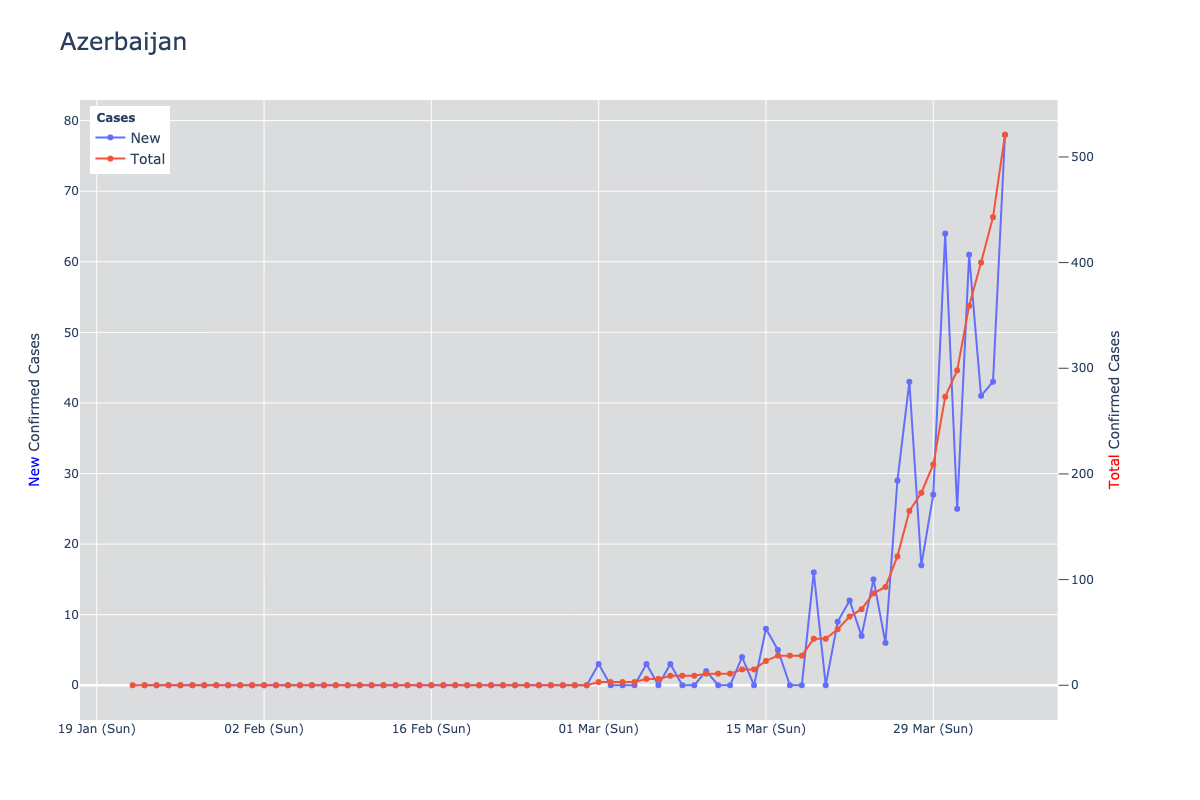 Azerbaijan
Cases
New
Total
80
70
60
50
40
30
20
10
0
New Confirmed Cases
500
400
300
200
100
0
Total Confirmed Cases
19 Jan (Sun)
02 Feb (Sun)
16 Feb (Sun)
01 Mar (Sun)
15 Mar (Sun)
29 Mar (Sun)